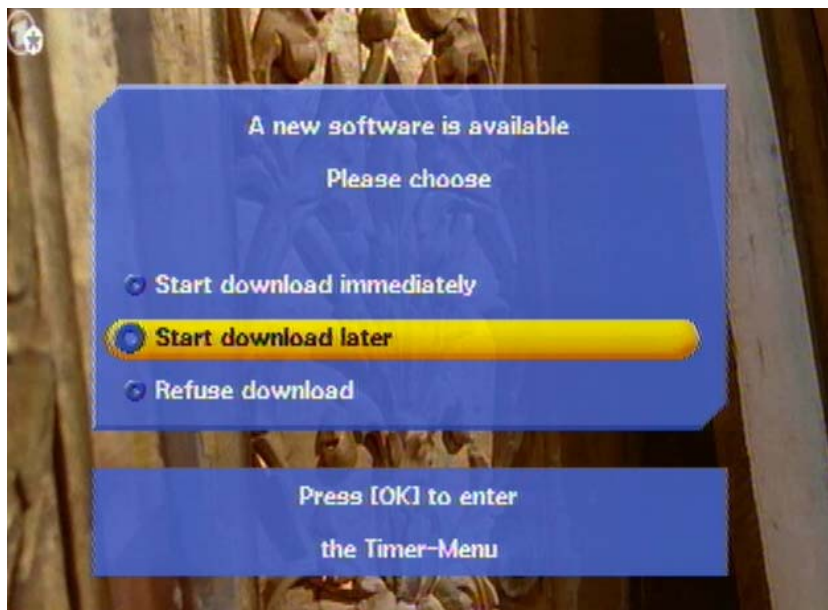 A new software is available
Please choose
Start download immediately
Start download later
Refuse download
Press [OK] to enter
the Timer-Menu